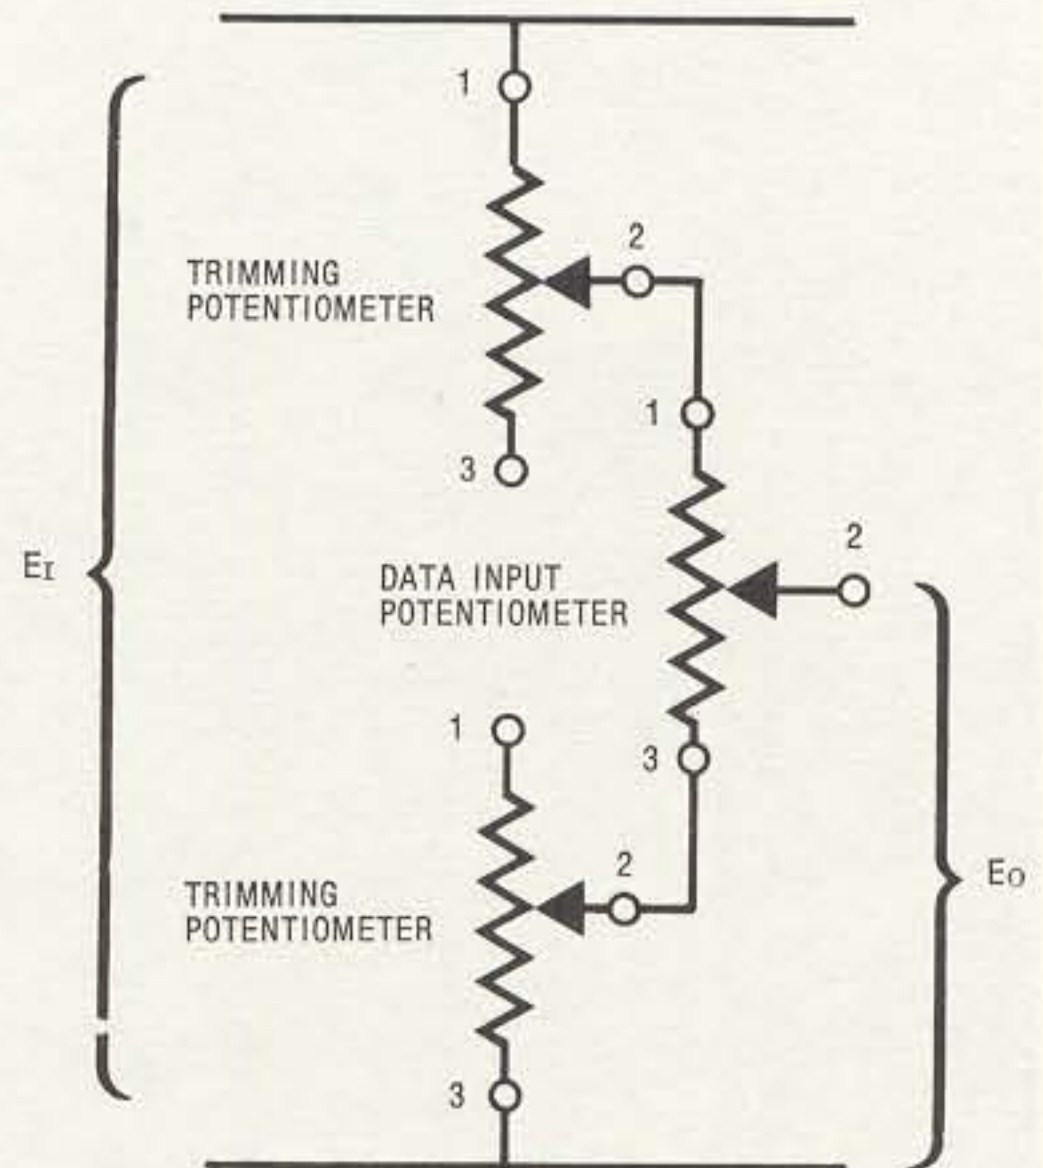 1
2
TRIMMING
POTENTIOMETER
1
3
2
EI
DATA INPUT
POTENTIOMETER
1
3
2
EO
TRIMMING
POTENTIOMETER
3